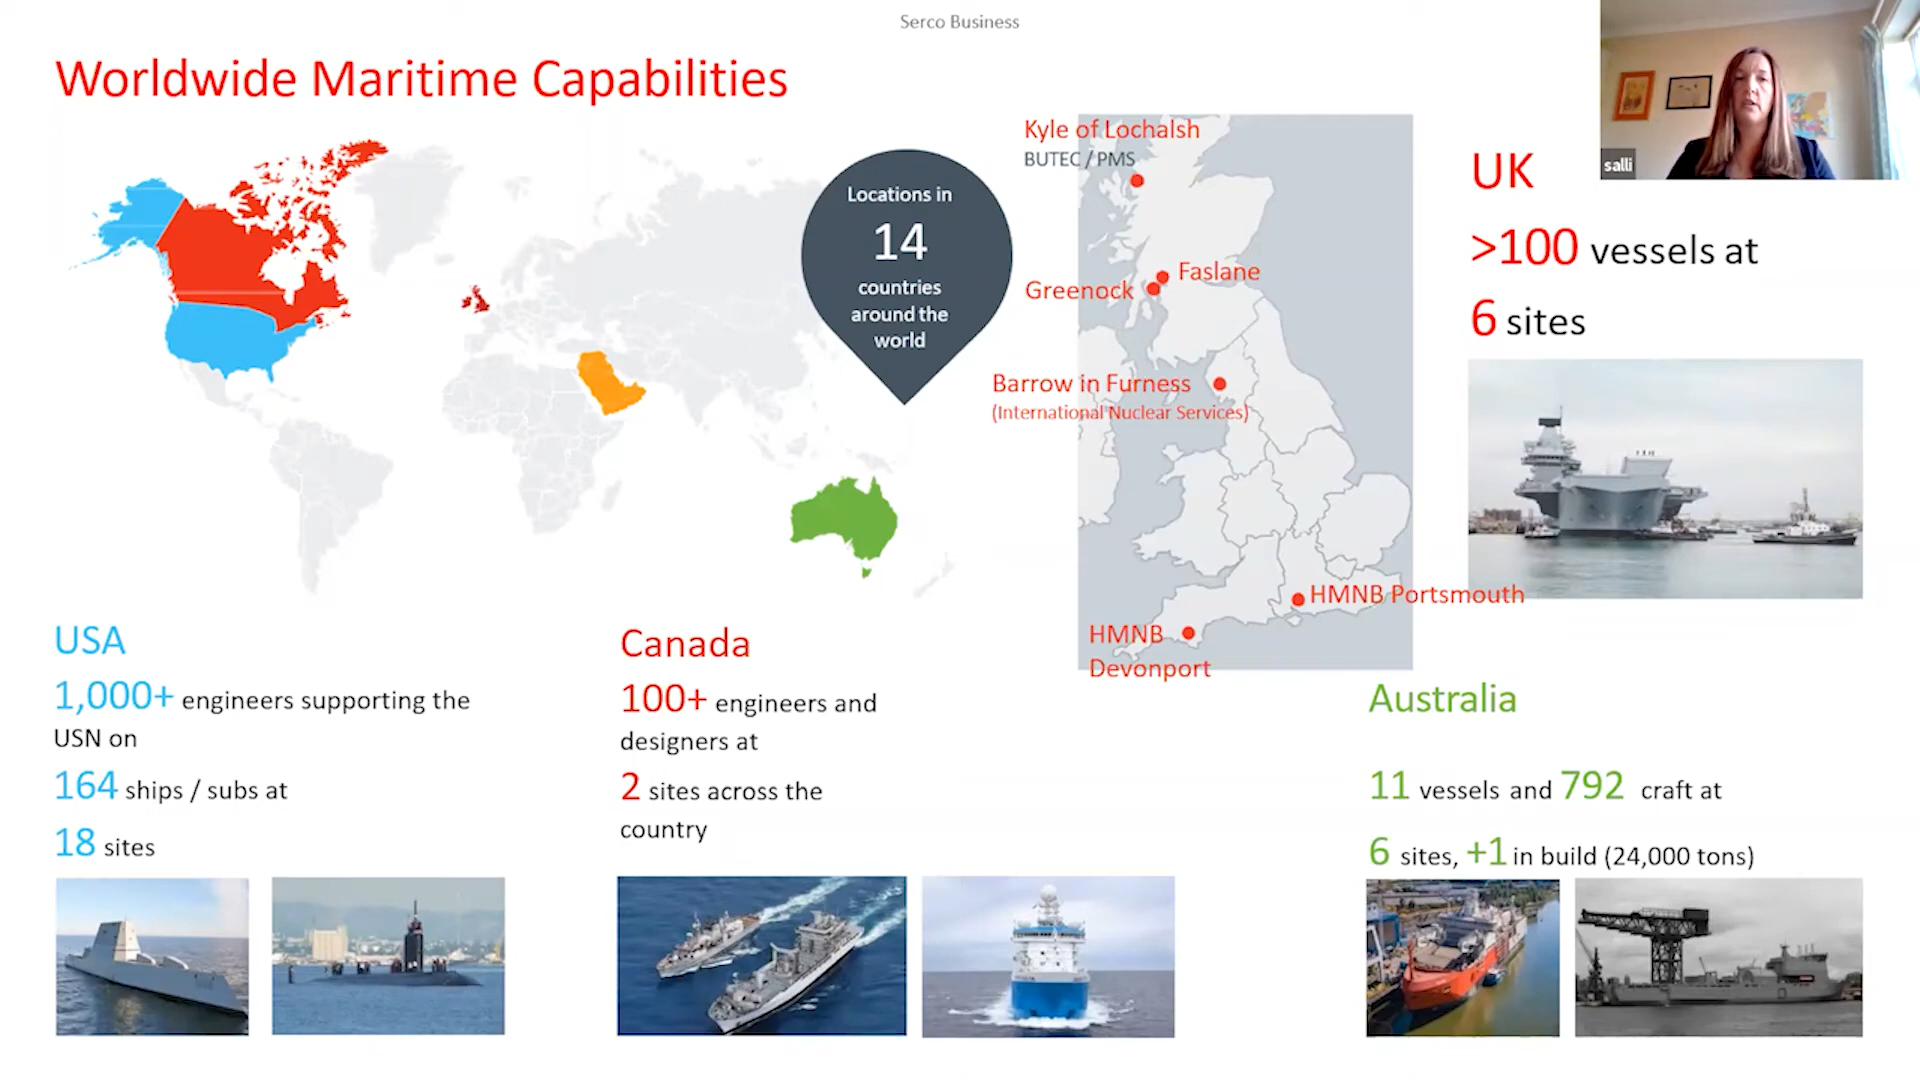 Serco Business
Worldwide Maritime Capabilities
salli
Locations in
14
countries
around the
world
Kyle of Lochalsh
BUTEC / PMS
Faslane
Greenock
Barrow in Furness
(International Nuclear Services)
HMNB Portsmouth
HMNB
Devonport
UK
>100 vessels at
6 sites
USA
1,000+ engineers supporting the
USN on
164 ships / subs at
18 sites
Canada
100+ engineers and
designers at
2 sites across the
country
Australia
11 vessels and 792 craft at
6 sites, +1 in build (24,000 tons)